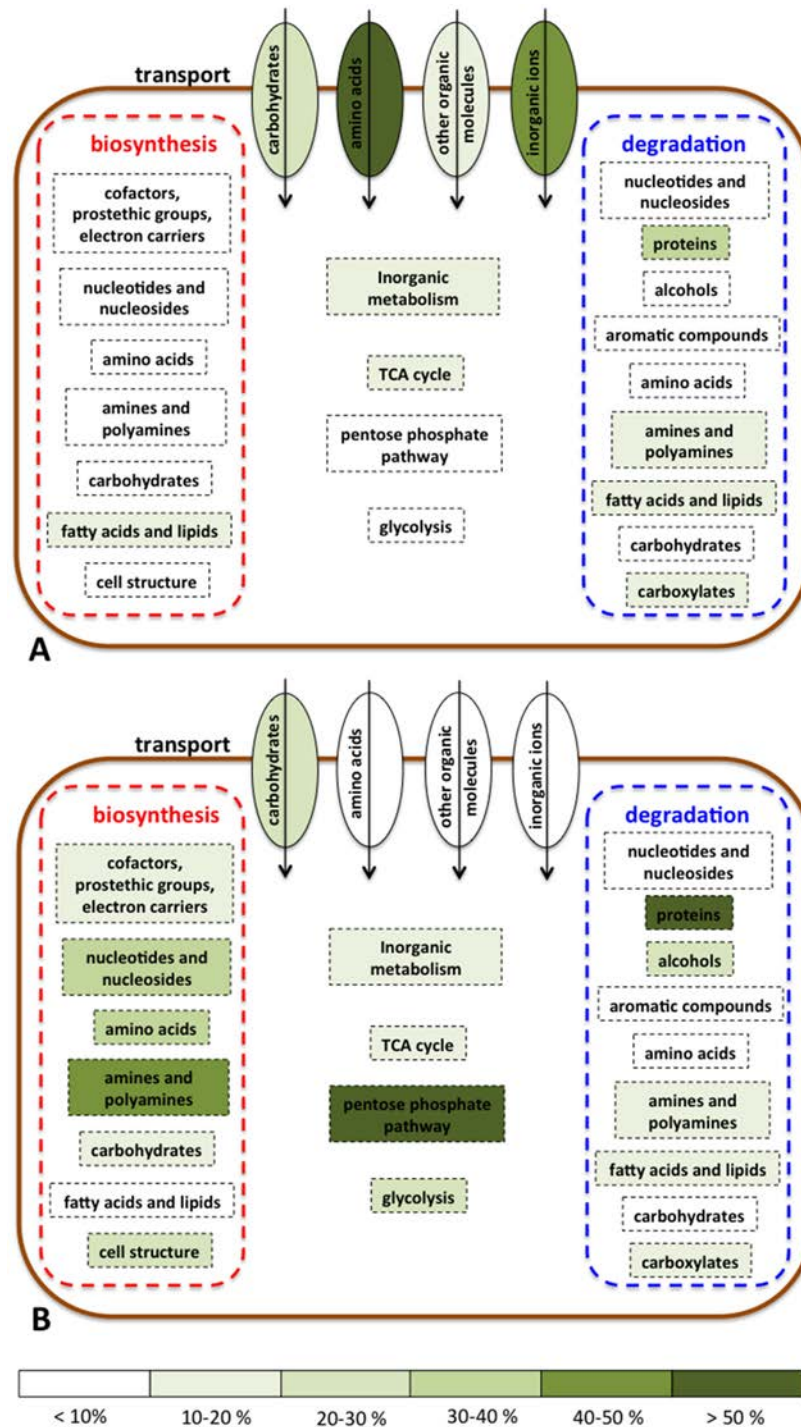 transport
carbohydrates
amino acids
other organic
molecules
inorganic ions
biosynthesis
cofactors,
prostethic groups,
electron carriers
nucleotides and
nucleosides
amino acids
amines and
polyamines
carbohydrates
fatty acids and lipids
cell structure
Inorganic
metabolism
TCA cycle
pentose phosphate
pathway
glycolysis
degradation
nucleotides and
nucleosides
proteins
alcohols
aromatic compounds
amino acids
amines and
polyamines
fatty acids and lipids
carbohydrates
carboxylates
A
transport
carbohydrates
amino acids
other organic
molecules
inorganic ions
biosynthesis
cofactors,
prostethic groups,
electron carriers
nucleotides and
nucleosides
amino acids
amines and
polyamines
carbohydrates
fatty acids and lipids
cell structure
Inorganic
metabolism
TCA cycle
pentose phosphate
pathway
glycolysis
degradation
nucleotides and
nucleosides
proteins
alcohols
aromatic compounds
amino acids
amines and
polyamines
fatty acids and lipids
carbohydrates
carboxylates
B
< 10% 10-20 % 20-30 % 30-40 % 40-50 % > 50 %